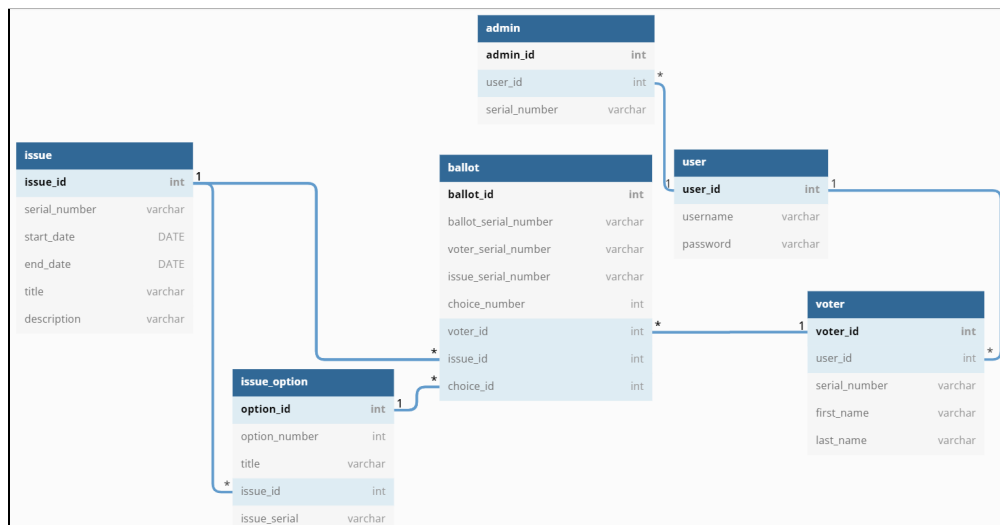 admin
admin_id int
user_id int
serial_number varchar
*
1
issue
issue_id int
serial_number varchar
start_date DATE
end_date DATE
title varchar
description varchar
1
ballot
ballot_id int
ballot_serial_number varchar
voter_serial_number varchar
issue_serial_number varchar
choice_number int
voter_id int
issue_id int
choice_id int
*
*
*
user
user_id int
username varchar
password varchar
1
voter
voter_id int
user_id int
serial_number varchar
first_name varchar
last_name varchar
1
*
issue_option
option_id int
option_number int
title varchar
issue_id int
issue_serial varchar
1
*